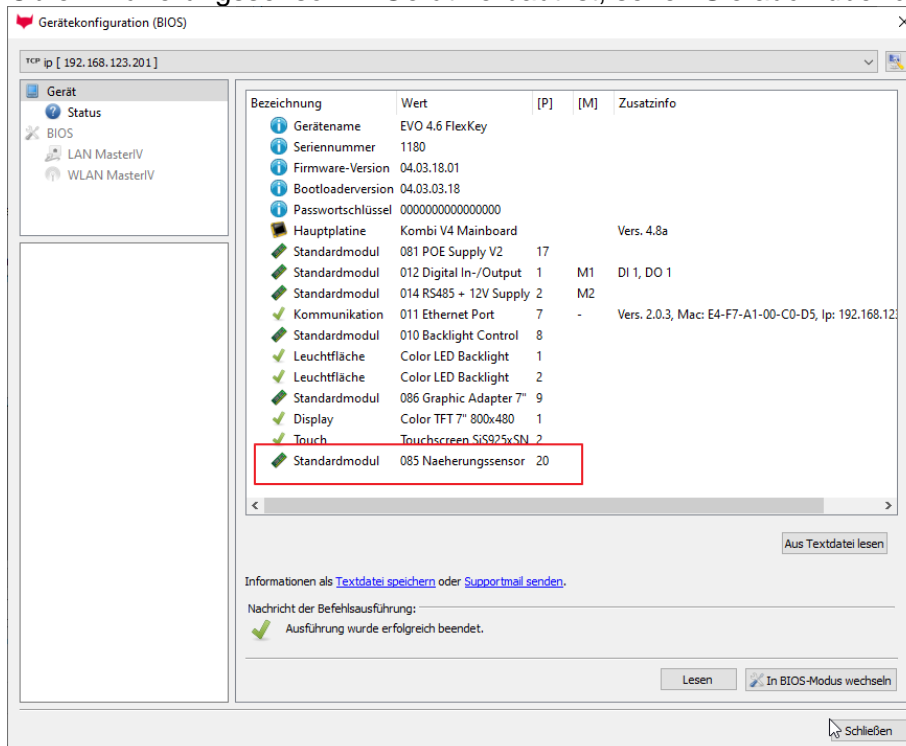 Gerätekonfiguration (BIOS)
TCP ip [ 192.168.123.201 ]
Gerät
Status
BIOS
LAN MasterIV
WLAN MasterIV
Bezeichnung Wert [P] [M] Zusatzinfo
Gerätename EVO 4.6 FlexKey
Seriennummer 1180
Firmware-Version 04.03.18.01
Bootloaderversion 04.03.03.18
Passwortschlüssel 0000000000000000
Hauptplatine Kombi V4 Mainboard Vers. 4.8a
Standardmodul 081 POE Supply V2 17
Standardmodul 012 Digital In-/Output 1 M1 DI 1, DO 1
Standardmodul 014 RS485 + 12V Supply 2 M2
Kommunikation 011 Ethernet Port 7 - Vers. 2.0.3, Mac: E4-F7-A1-00-C0-D5, Ip: 192.168.12
Standardmodul 010 Backlight Control 8
Leuchtfläche Color LED Backlight 1
Leuchtfläche Color LED Backlight 2
Standardmodul 086 Graphic Adapter 7" 9
Display Color TFT 7" 800x480 1
Touch Touchscreen SiS925xSN 2
Standardmodul 085 Naeherungssensor 20
Aus Textdatei lesen
Informationen als Textdatei speichern oder Supportmail senden.
Nachricht der Befehlsausführung:
Ausführung wurde erfolgreich beendet.
Lesen In BIOS-Modus wechseln
Schließen